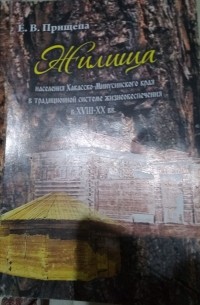 Е. В. Прищепа
Жилища
населения Хакасско-Минусинского края
в традиционной системе жизнеобеспечения
в XVIII-XX вв.